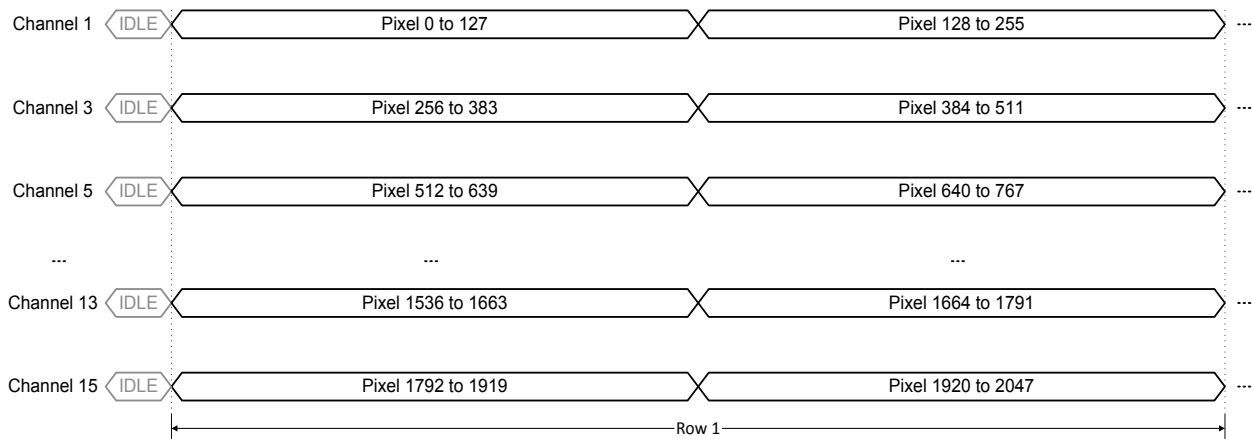 Channel 1 IDLE Pixel 0 to 127 Pixel 128 to 255 ...
Channel 3 IDLE Pixel 256 to 383 Pixel 384 to 511 ...
Channel 5 IDLE Pixel 512 to 639 Pixel 640 to 767 ...
... ... ...
Channel 13 IDLE Pixel 1536 to 1663 Pixel 1664 to 1791 ...
Channel 15 IDLE Pixel 1792 to 1919 Pixel 1920 to 2047 ...
Row 1